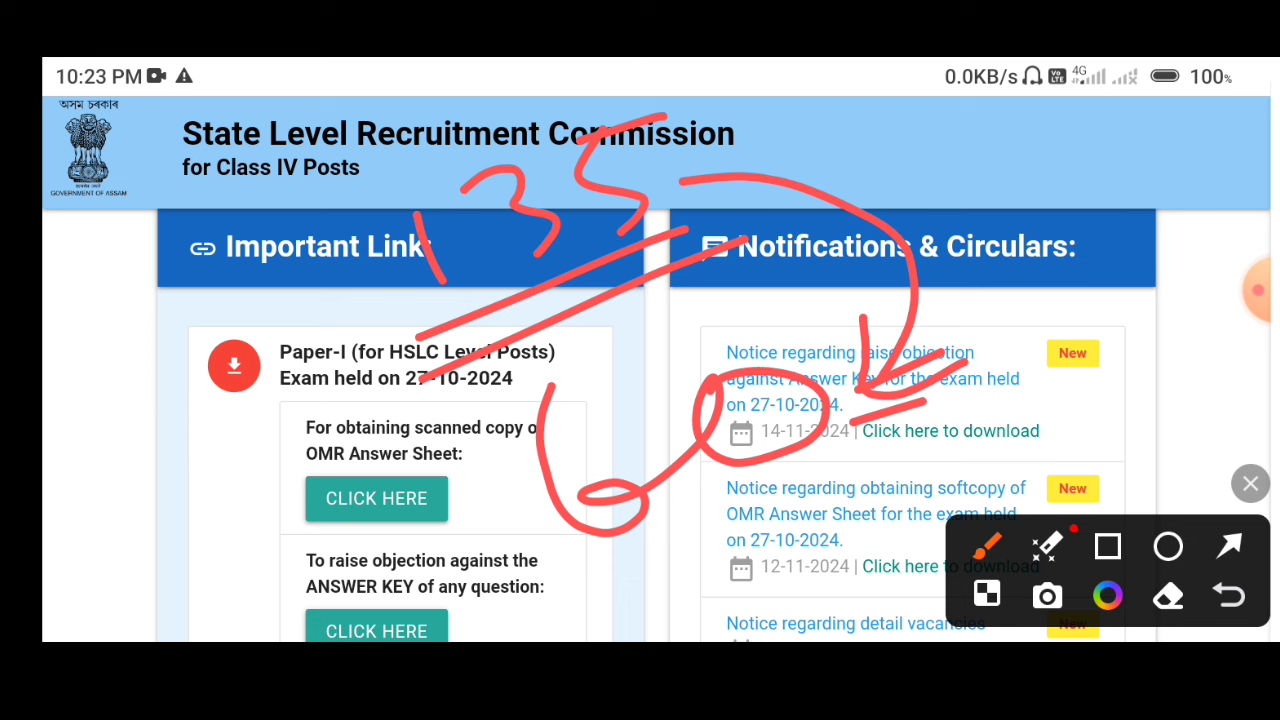 10:23 PM
0.0KB/s Vo LTE 4G 100%
অসম চৰকাৰ
GOVERNMENT OF ASSAM
State Level Recruitment Commission
for Class IV Posts
135
Important Links
Paper-I (for HSLC Level Posts)
Exam held on 27-10-2024
For obtaining scanned copy of
OMR Answer Sheet:
CLICK HERE
To raise objection against the
ANSWER KEY of any question:
CLICK HERE
Notifications & Circulars:
Notice regarding raise objection
against Answer Key for the exam held
on 27-10-2024.
New
14-11-2024 | Click here to download
Notice regarding obtaining softcopy of
OMR Answer Sheet for the exam held
on 27-10-2024.
New
12-11-2024 | Click here to download
Notice regarding detail vacancies
New